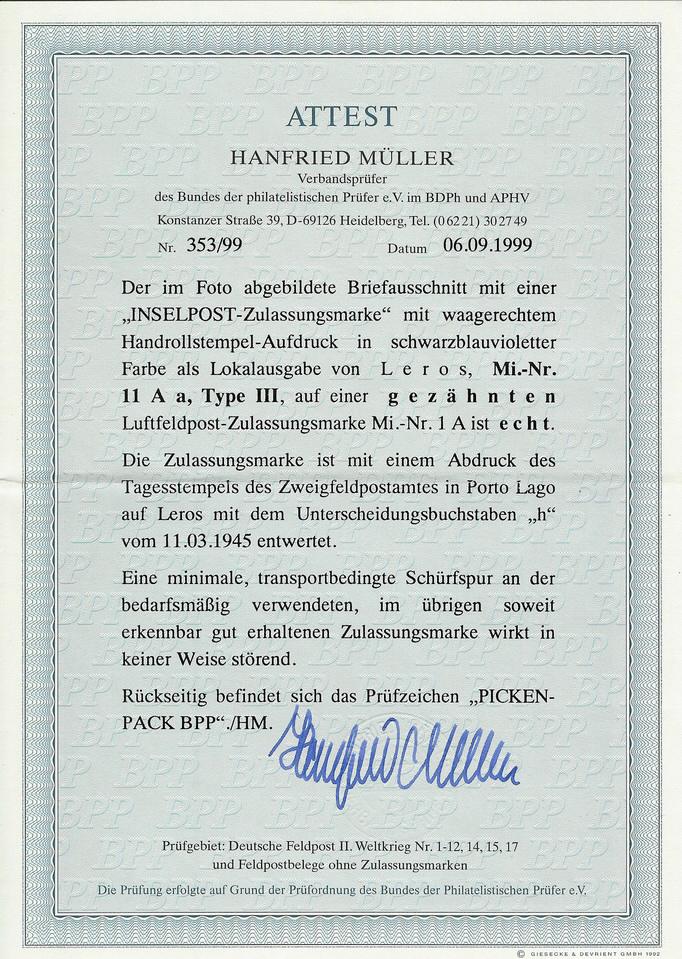 ATTEST
HANFRIED MÜLLER
Verbandsprüfer
des Bundes der philatelistischen Prüfer e.V. im BDPh und APHV
Konstanzer Straße 39, D-69126 Heidelberg, Tel. (0 62 21) 30 27 49
Nr. 353/99 Datum 06.09.1999
Der im Foto abgebildete Briefausschnitt mit einer
„INSELPOST-Zulassungsmarke“ mit waagerechtem
Handrollstempel-Aufdruck in schwarzblauvioletter
Farbe als Lokalausgabe von L e r o s, Mi.-Nr.
11 A a, Type III, auf einer g e z ä h n t e n
Luftfeldpost-Zulassungsmarke Mi.-Nr. 1 A ist e c h t.
Die Zulassungsmarke ist mit einem Abdruck des
Tagesstempels des Zweigfeldpostamtes in Porto Lago
auf Leros mit dem Unterscheidungsbuchstaben „h“
vom 11.03.1945 entwertet.
Eine minimale, transportbedingte Schürfspur an der
bedarfsmäßig verwendeten, im übrigen soweit
erkennbar gut erhaltenen Zulassungsmarke wirkt in
keiner Weise störend.
Rückseitig befindet sich das Prüfzeichen „PICKEN-
PACK BPP“./HM.
Hanfried Müller
Prüfgebiet: Deutsche Feldpost II. Weltkrieg Nr. 1-12, 14, 15, 17
und Feldpostbelege ohne Zulassungsmarken
Die Prüfung erfolgte auf Grund der Prüfordnung des Bundes der Philatelistischen Prüfer e.V.
© GIESECKE & DEVRIENT GMBH 1992